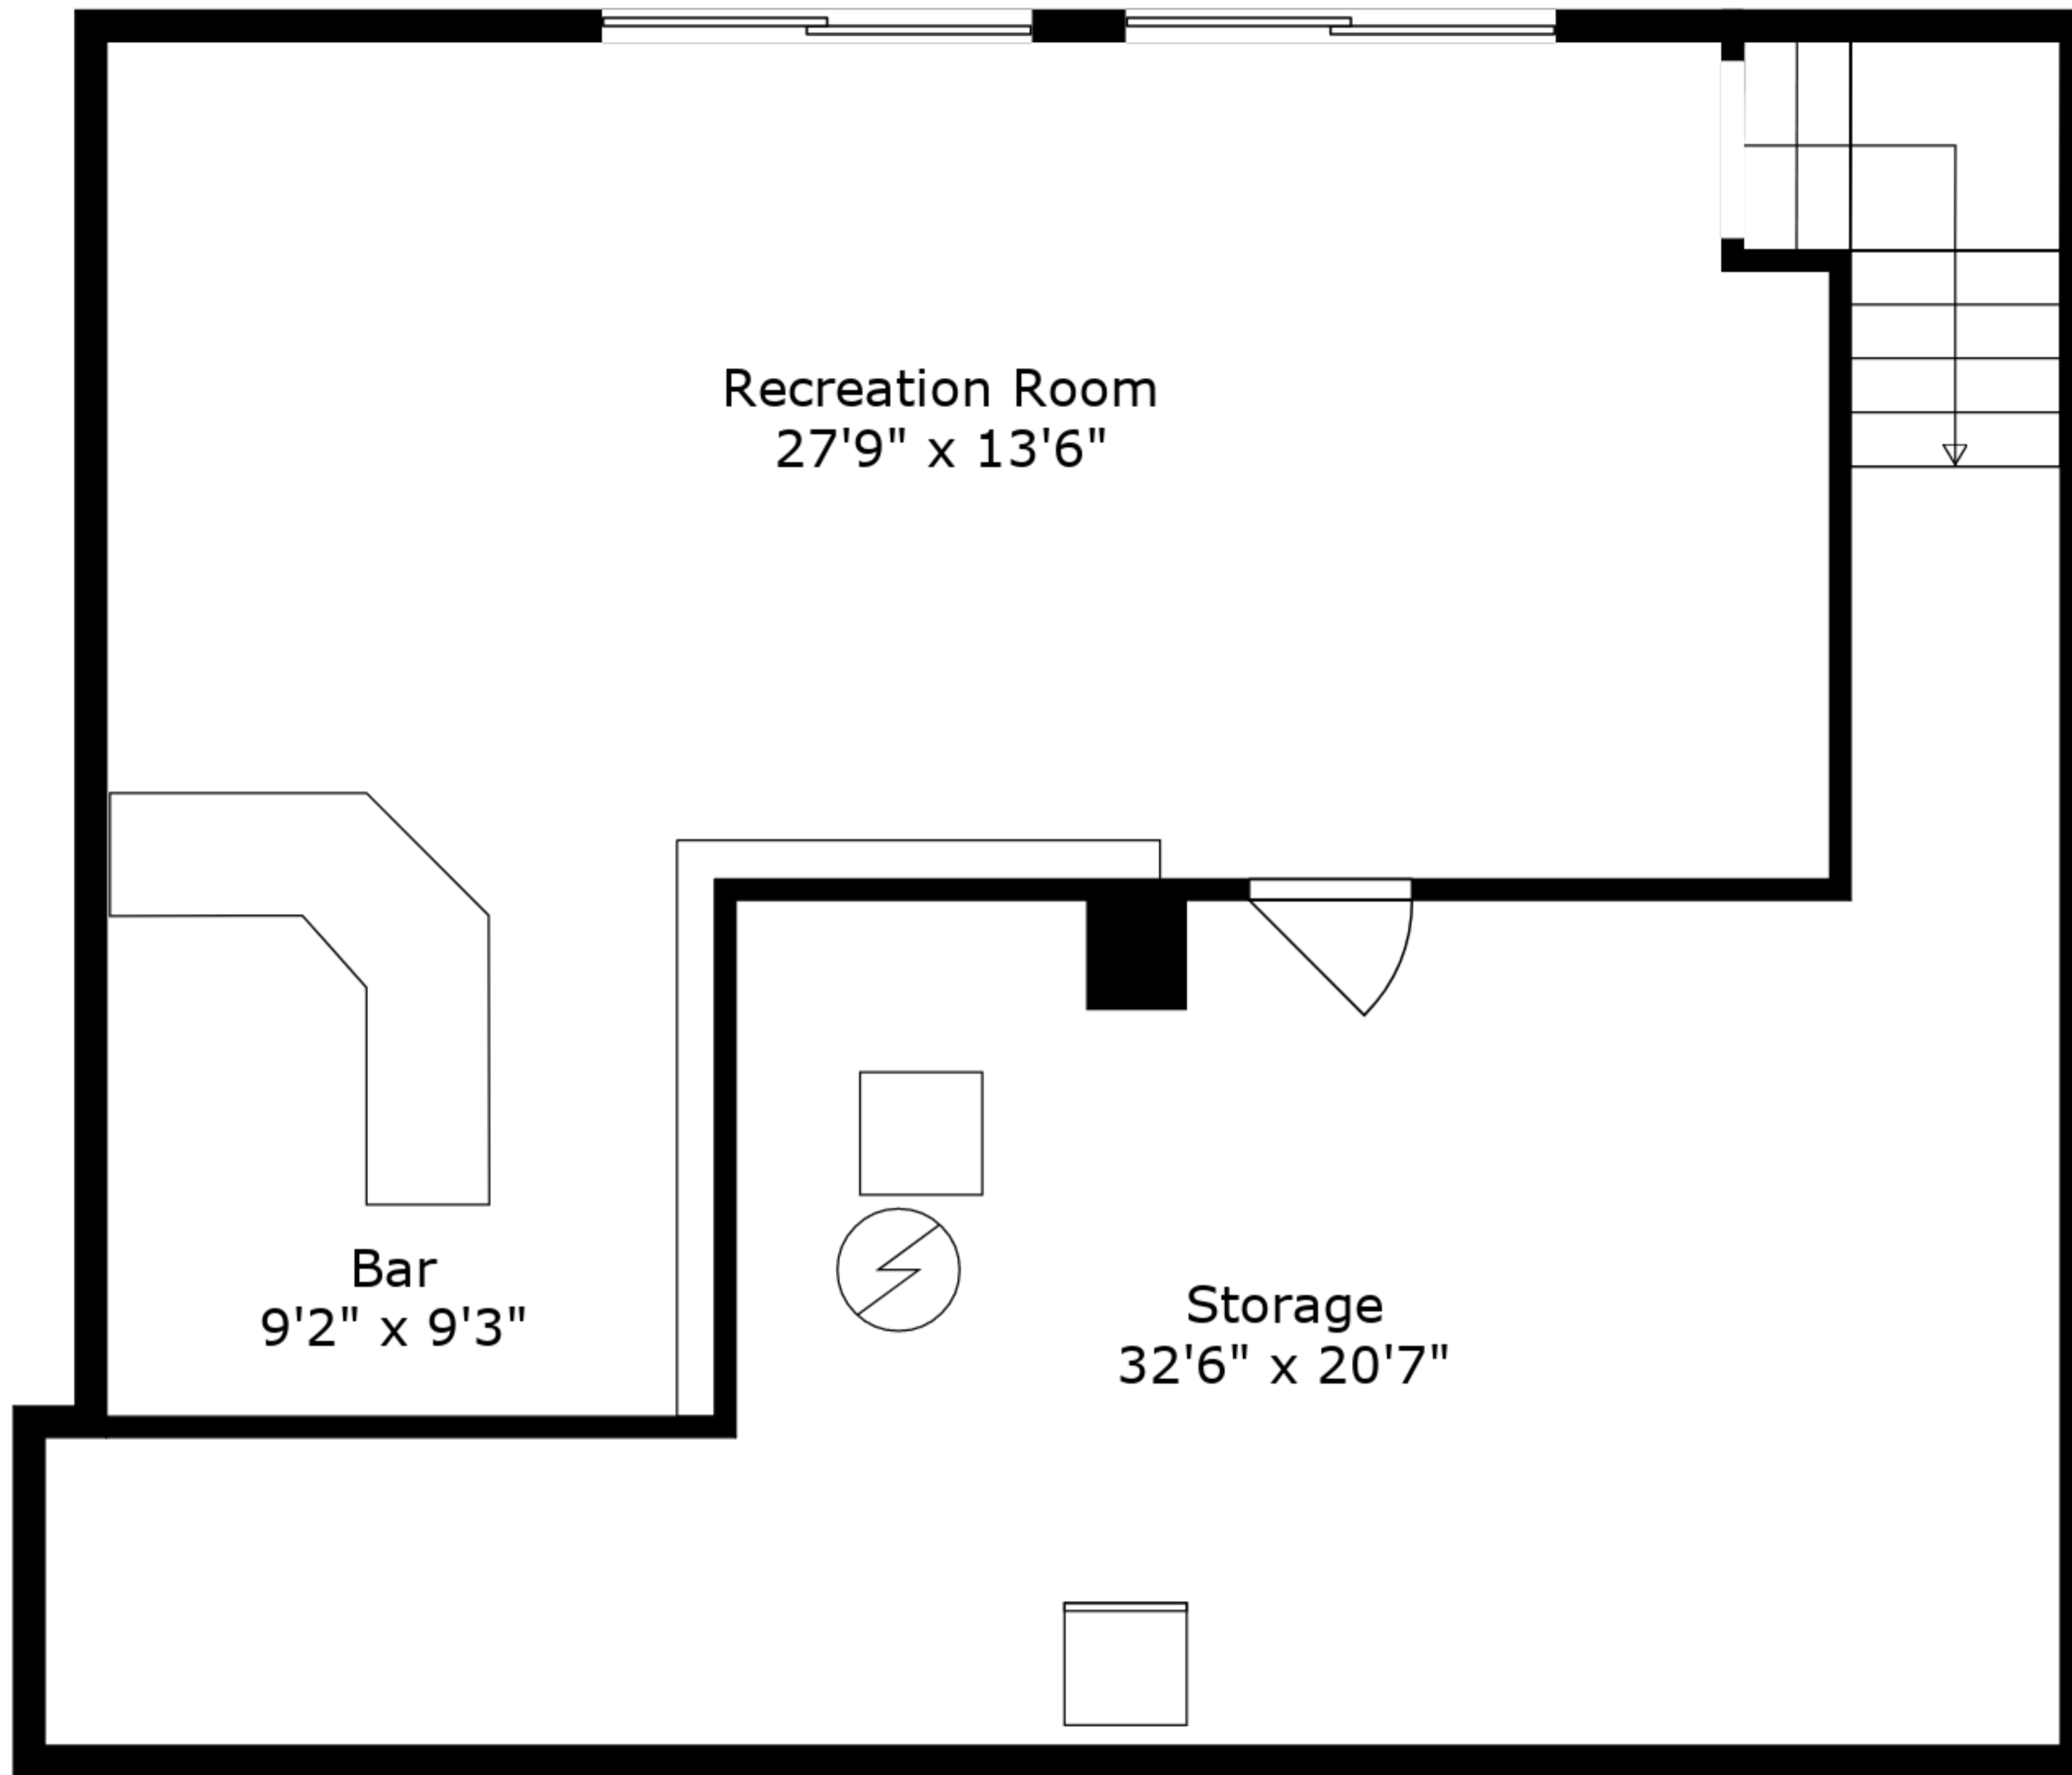 Recreation Room
27'9" x 13'6"
Bar
9'2" x 9'3"
Storage
32'6" x 20'7"